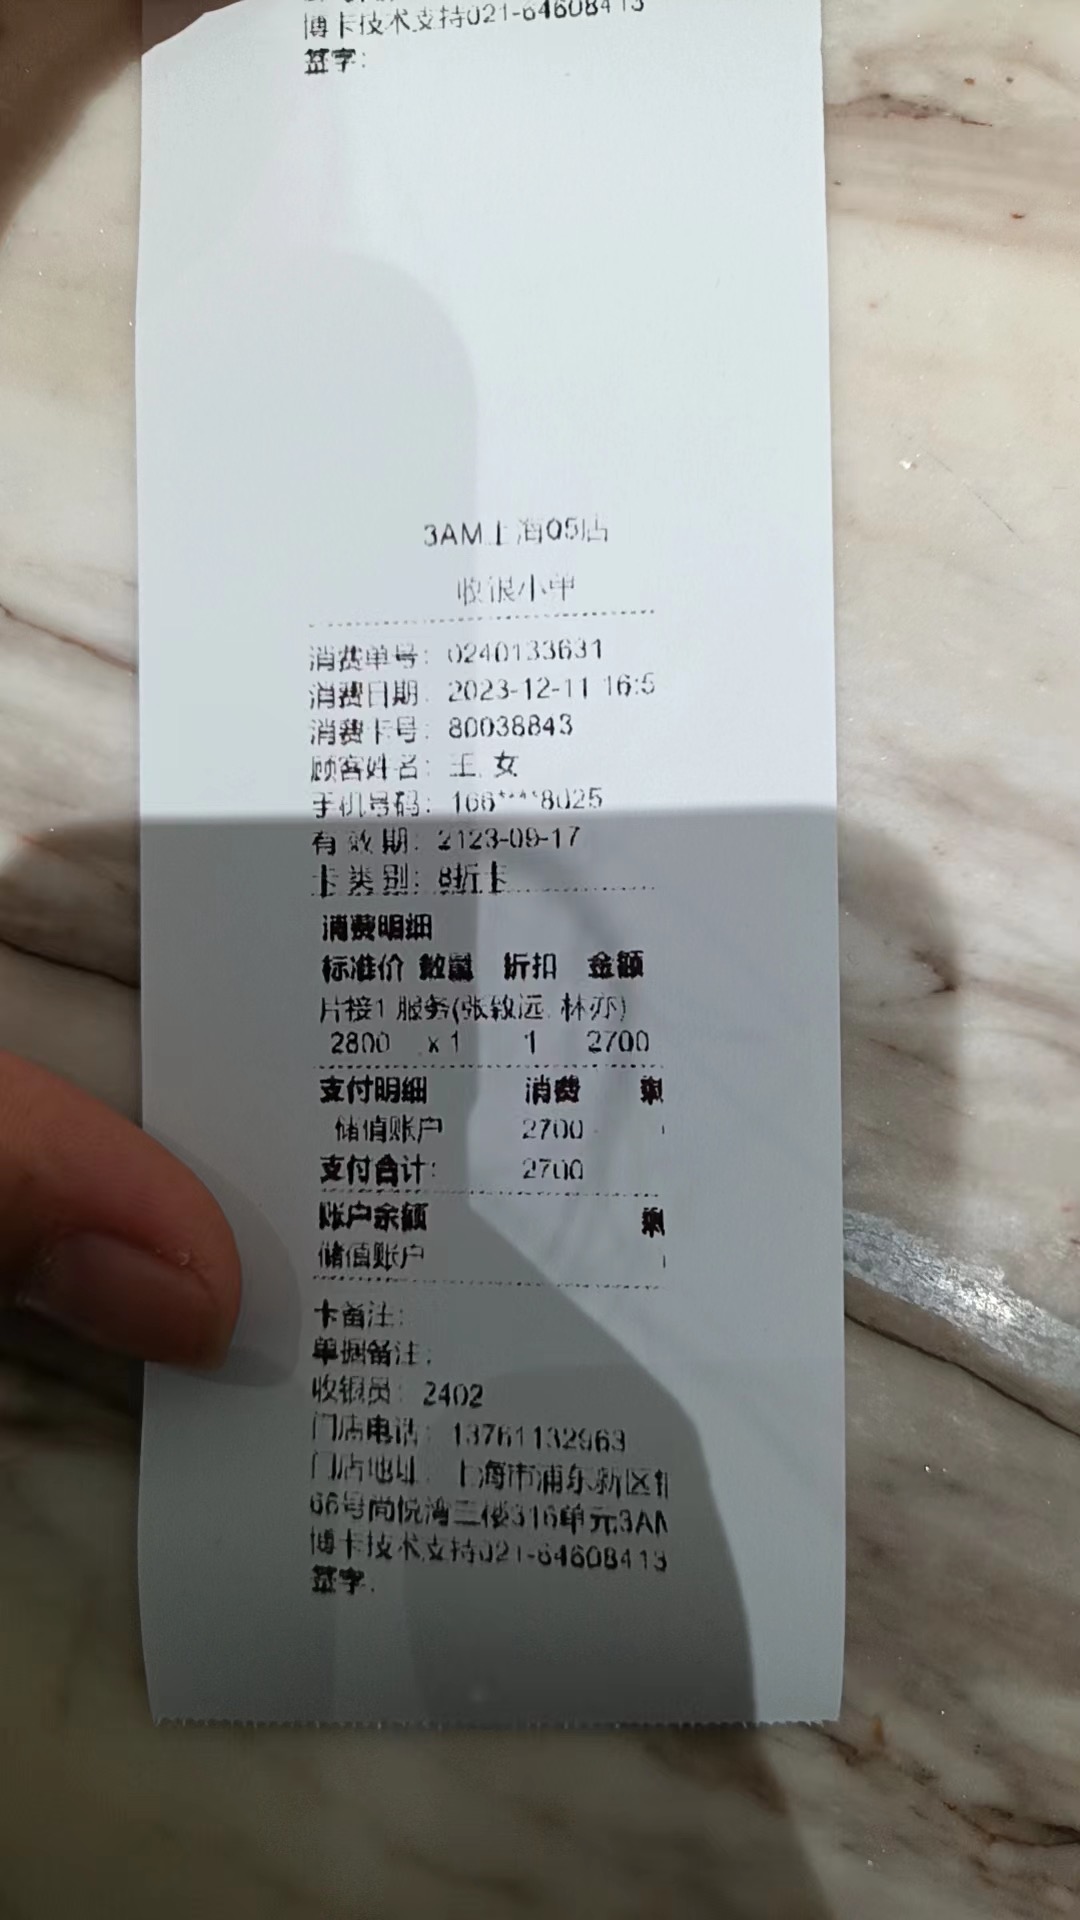 博卡技术支持021-64608413
签字:
3AM上海05店
收银小单
消费单号: 0240133631
消费日期: 2023-12-11 16:5
消费卡号: 80038843
顾客姓名: 王 女
手机号码: 166****8025
有 效 期: 2123-09-17
卡 类 别: 8折卡
消费明细
标准价 数量 折扣 金额
片接1 服务(张致远, 林亦)
2800 x 1 1 2700
支付明细 消费 剩
储值账户 2700
支付合计: 2700
账户余额 剩
储值账户
卡备注:
单据备注:
收银员: 2402
门店电话: 13761132963
门店地址: 上海市浦东新区
66号尚悦湾三楼316单元3AM
博卡技术支持021-64608413
签字: